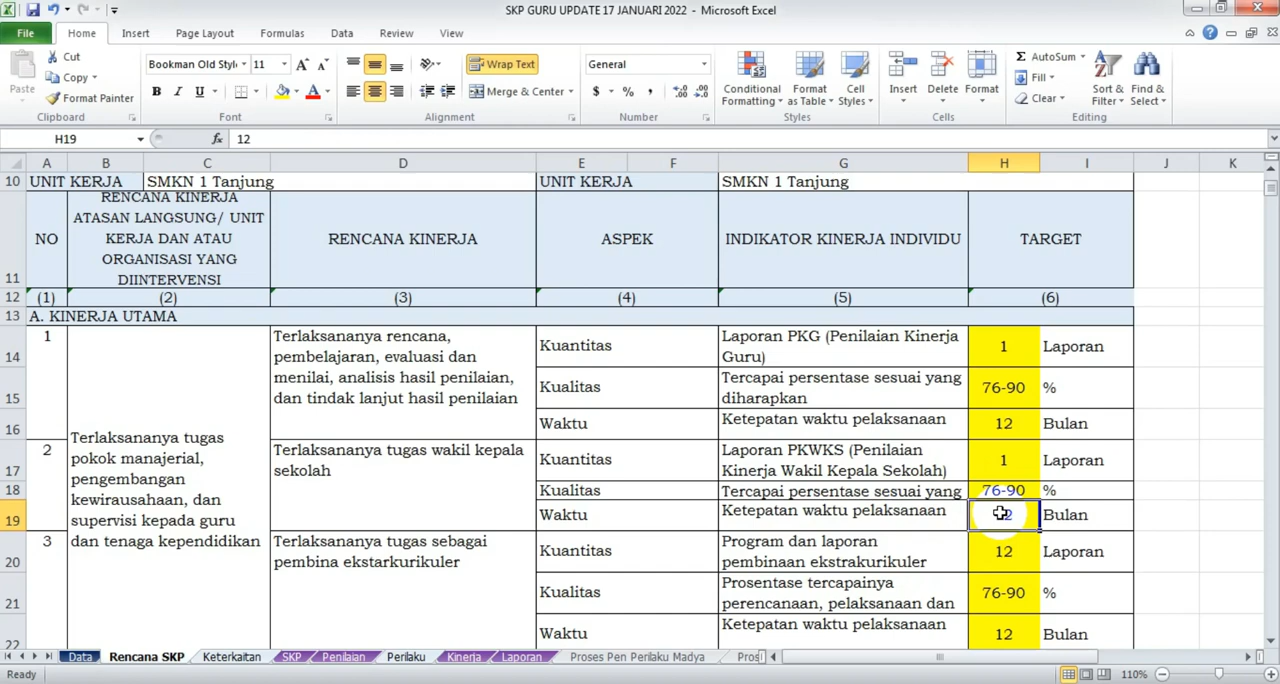 SKP GURU UPDATE 17 JANUARI 2022 - Microsoft Excel
File Home Insert Page Layout Formulas Data Review View
Paste
Cut
Copy
Format Painter
Clipboard
Bookman Old Styl 11
B I U
Font
Wrap Text
Merge & Center
Alignment
General
$ % ,
Number
Conditional Formatting
Format as Table
Cell Styles
Styles
Insert Delete Format
Cells
AutoSum
Fill
Clear
Sort & Filter
Find & Select
Editing
H19 fx 12
A B C D E F G H I J K
10 UNIT KERJA SMKN 1 Tanjung UNIT KERJA SMKN 1 Tanjung
11 NO
RENCANA KINERJA
ATASAN LANGSUNG/ UNIT
KERJA DAN ATAU
ORGANISASI YANG
DIINTERVENSI
RENCANA KINERJA ASPEK INDIKATOR KINERJA INDIVIDU TARGET
12 (1) (2) (3) (4) (5) (6)
13 A. KINERJA UTAMA
14 1
Terlaksananya tugas
pokok manajerial,
pengembangan
kewirausahaan, dan
supervisi kepada guru
dan tenaga kependidikan
Terlaksananya rencana,
pembelajaran, evaluasi dan
menilai, analisis hasil penilaian,
dan tindak lanjut hasil penilaian
Kuantitas
Laporan PKG (Penilaian Kinerja
Guru)
1 Laporan
15 Kualitas
Tercapai persentase sesuai yang
diharapkan
76-90 %
16 Waktu Ketepatan waktu pelaksanaan 12 Bulan
17 2
Terlaksananya tugas wakil kepala
sekolah
Kuantitas
Laporan PKWKS (Penilaian
Kinerja Wakil Kepala Sekolah)
1 Laporan
18 Kualitas Tercapai persentase sesuai yang 76-90 %
19 Waktu Ketepatan waktu pelaksanaan Bulan
20 3
Terlaksananya tugas sebagai
pembina ekstarkurikuler
Kuantitas
Program dan laporan
pembinaan ekstrakurikuler
12 Laporan
21 Kualitas
Prosentase tercapainya
perencanaan, pelaksanaan dan
76-90 %
22 Waktu Ketepatan waktu pelaksanaan 12 Bulan
Data Rencana SKP Keterkaitan SKP Penilaian Perilaku Kinerja Laporan Proses Pen Perilaku Madya Pros
Ready 110%